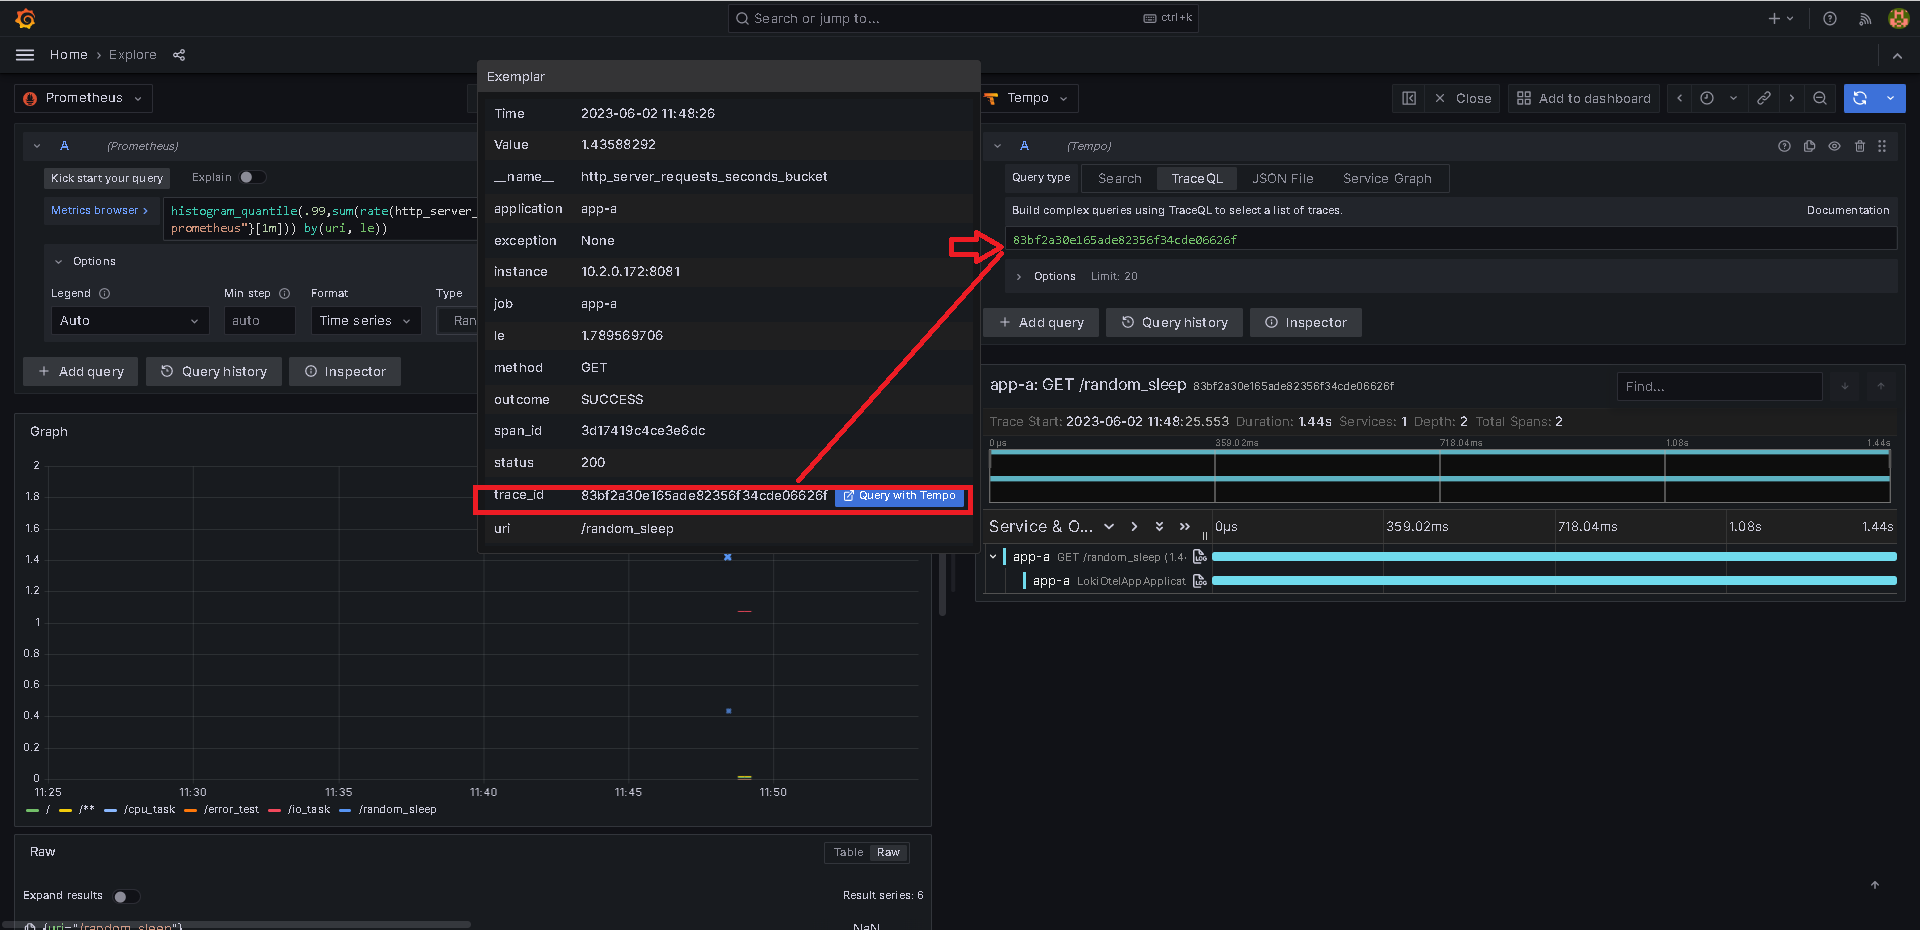 Search or jump to...
ctrl+k
Home › Explore
Prometheus
A (Prometheus)
Kick start your query
Explain
Metrics browser >
histogram_quantile(.99,sum(rate(http_server_
prometheus"}[1m])) by(uri, le))
Options
Legend Min step Format Type
Auto auto Time series Ran
+ Add query Query history Inspector
Graph
2
1.8
1.6
1.4
1.2
1
0.8
0.6
0.4
0.2
0
11:25 11:30 11:35 11:40 11:45 11:50
/ /** /cpu_task /error_test /io_task /random_sleep
Raw
Table Raw
Expand results
Result series: 6
{uri="/random_sleep"} NaN
Exemplar
Time 2023-06-02 11:48:26
Value 1.43588292
__name__ http_server_requests_seconds_bucket
application app-a
exception None
instance 10.2.0.172:8081
job app-a
le 1.789569706
method GET
outcome SUCCESS
span_id 3d17419c4ce3e6dc
status 200
trace_id 83bf2a30e165ade82356f34cde06626f Query with Tempo
uri /random_sleep
Tempo
Close Add to dashboard
A (Tempo)
Query type Search TraceQL JSON File Service Graph
Build complex queries using TraceQL to select a list of traces.
Documentation
83bf2a30e165ade82356f34cde06626f
Options Limit: 20
+ Add query Query history Inspector
app-a: GET /random_sleep 83bf2a30e165ade82356f34cde06626f
Find...
Trace Start: 2023-06-02 11:48:25.553 Duration: 1.44s Services: 1 Depth: 2 Total Spans: 2
0μs 359.02ms 718.04ms 1.08s 1.44s
Service & O... 0μs 359.02ms 718.04ms 1.08s 1.44s
app-a GET /random_sleep (1.4
LOG
app-a LokiOtelAppApplicat
LOG